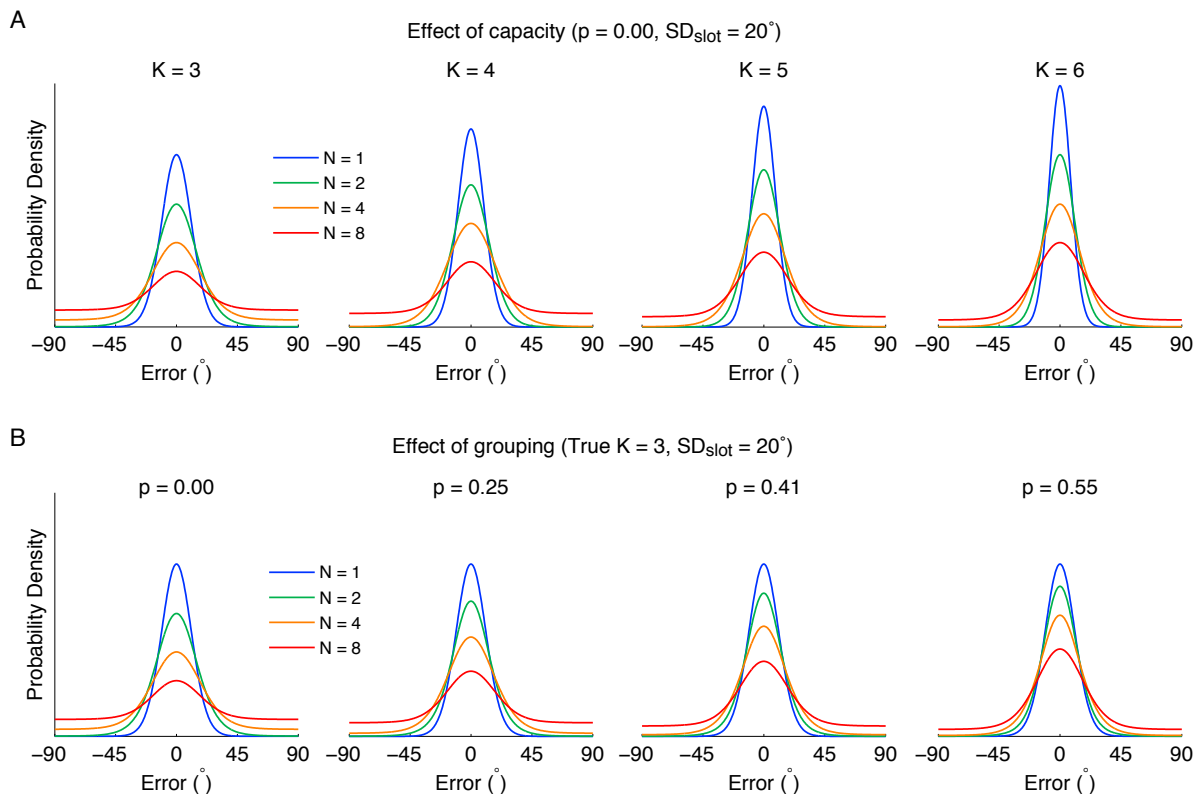 A
Effect of capacity (p = 0.00, SDslot = 20°)
K = 3 K = 4 K = 5 K = 6
Probability Density
N = 1
N = 2
N = 4
N = 8
−90 −45 0 45 90 −90 −45 0 45 90 −90 −45 0 45 90 −90 −45 0 45 90
Error (°) Error (°) Error (°) Error (°)
B
Effect of grouping (True K = 3, SDslot = 20°)
p = 0.00 p = 0.25 p = 0.41 p = 0.55
Probability Density
N = 1
N = 2
N = 4
N = 8
−90 −45 0 45 90 −90 −45 0 45 90 −90 −45 0 45 90 −90 −45 0 45 90
Error (°) Error (°) Error (°) Error (°)